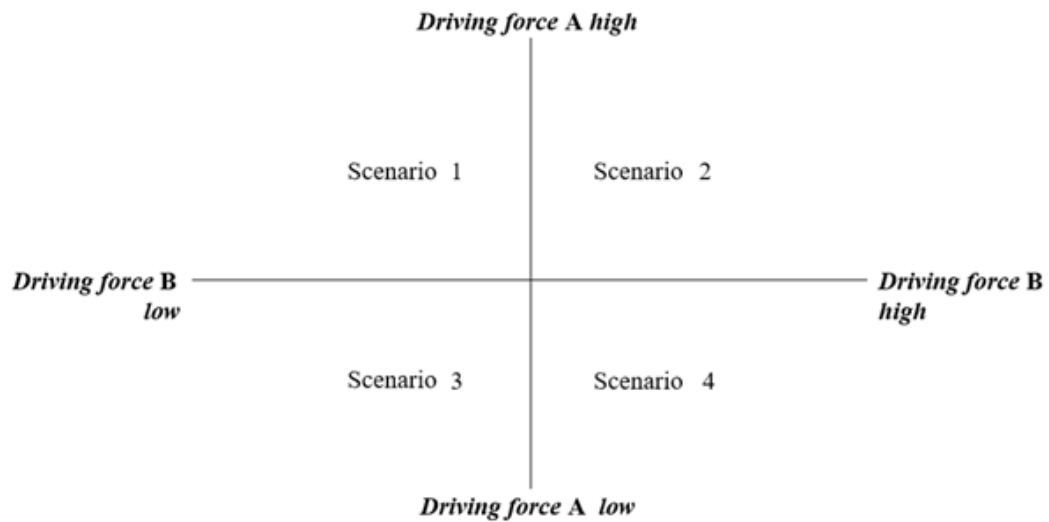 Driving force A high
Scenario 1
Scenario 2
Driving force B
low
Driving force B
high
Scenario 3
Scenario 4
Driving force A low